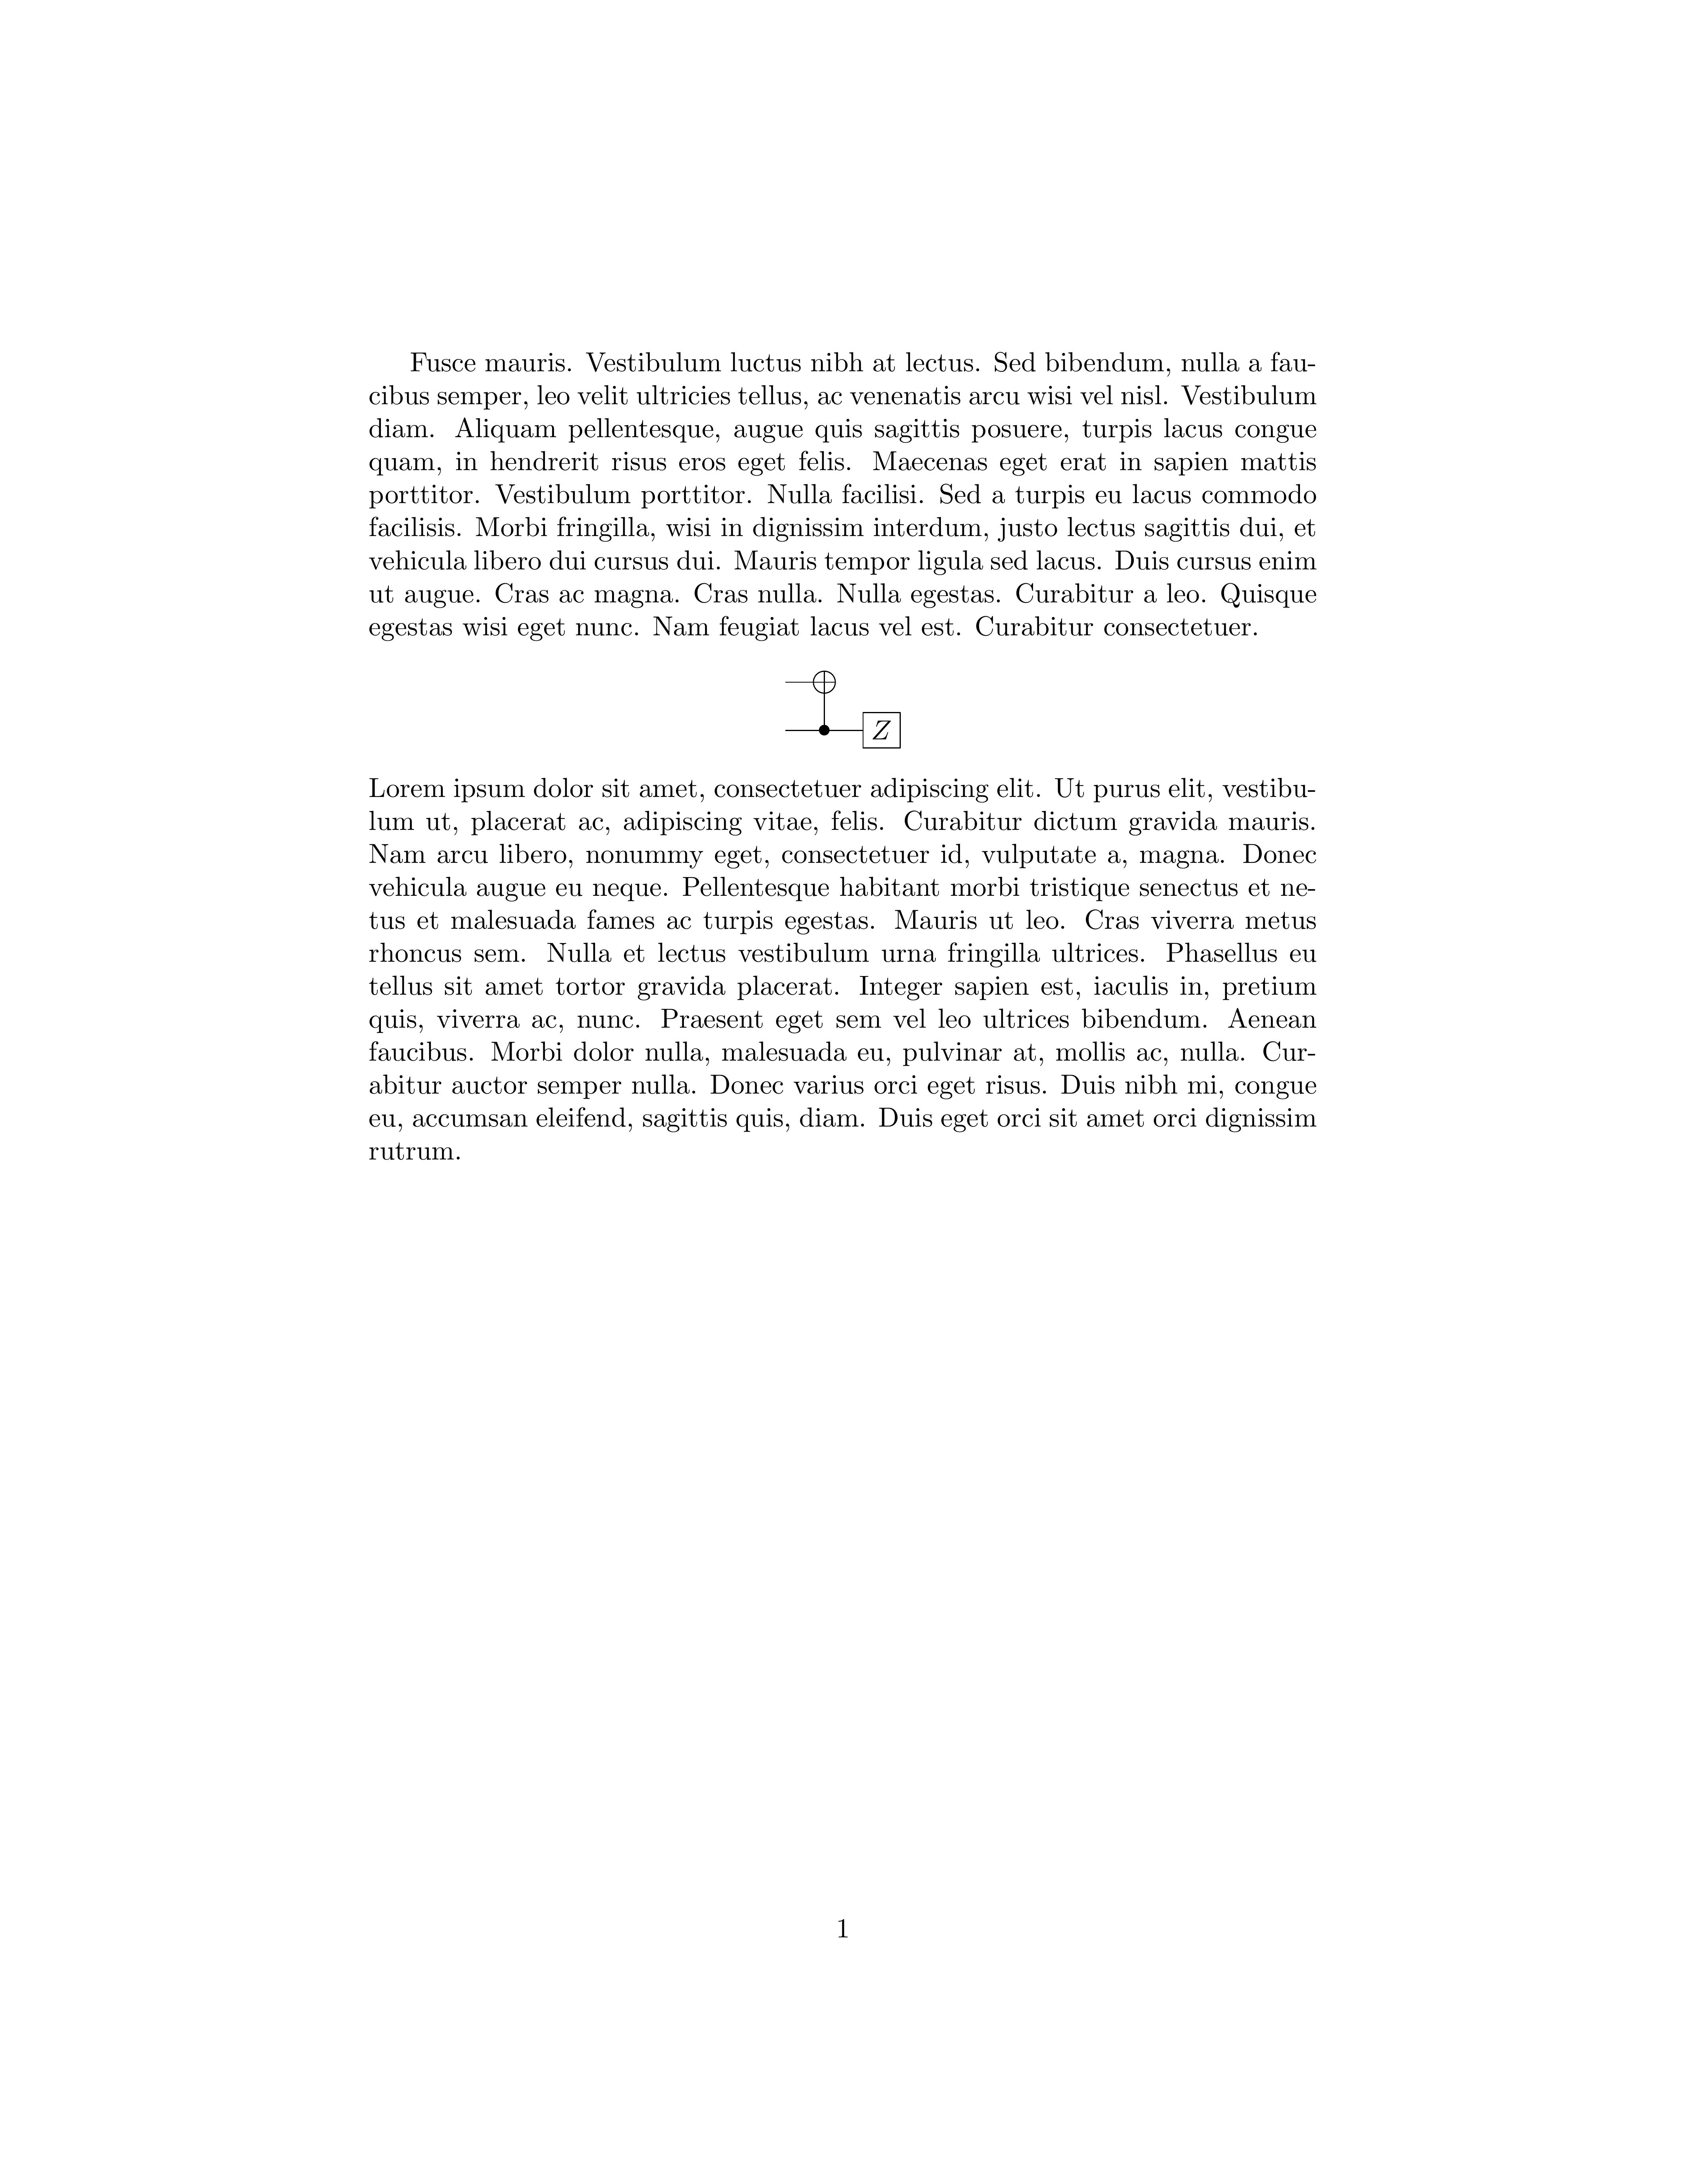 Fusce mauris. Vestibulum luctus nibh at lectus. Sed bibendum, nulla a fau-
cibus semper, leo velit ultricies tellus, ac venenatis arcu wisi vel nisl. Vestibulum
diam. Aliquam pellentesque, augue quis sagittis posuere, turpis lacus congue
quam, in hendrerit risus eros eget felis. Maecenas eget erat in sapien mattis
porttitor. Vestibulum porttitor. Nulla facilisi. Sed a turpis eu lacus commodo
facilisis. Morbi fringilla, wisi in dignissim interdum, justo lectus sagittis dui, et
vehicula libero dui cursus dui. Mauris tempor ligula sed lacus. Duis cursus enim
ut augue. Cras ac magna. Cras nulla. Nulla egestas. Curabitur a leo. Quisque
egestas wisi eget nunc. Nam feugiat lacus vel est. Curabitur consectetuer.
Z
Lorem ipsum dolor sit amet, consectetuer adipiscing elit. Ut purus elit, vestibu-
lum ut, placerat ac, adipiscing vitae, felis. Curabitur dictum gravida mauris.
Nam arcu libero, nonummy eget, consectetuer id, vulputate a, magna. Donec
vehicula augue eu neque. Pellentesque habitant morbi tristique senectus et ne-
tus et malesuada fames ac turpis egestas. Mauris ut leo. Cras viverra metus
rhoncus sem. Nulla et lectus vestibulum urna fringilla ultrices. Phasellus eu
tellus sit amet tortor gravida placerat. Integer sapien est, iaculis in, pretium
quis, viverra ac, nunc. Praesent eget sem vel leo ultrices bibendum. Aenean
faucibus. Morbi dolor nulla, malesuada eu, pulvinar at, mollis ac, nulla. Cur-
abitur auctor semper nulla. Donec varius orci eget risus. Duis nibh mi, congue
eu, accumsan eleifend, sagittis quis, diam. Duis eget orci sit amet orci dignissim
rutrum.
1